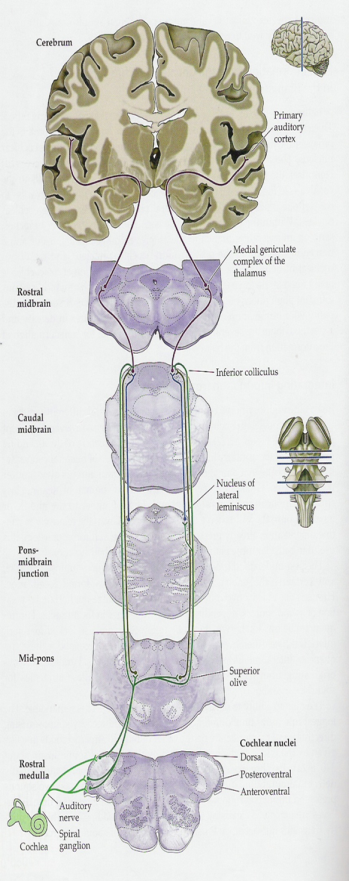 Cerebrum
Primary
auditory
cortex
Medial geniculate
complex of the
thalamus
Rostral
midbrain
Inferior colliculus
Caudal
midbrain
Nucleus of
lateral
leminiscus
Pons-
midbrain
junction
Mid-pons
Superior
olive
Cochlear nuclei
Dorsal
Posteroventral
Anteroventral
Rostral
medulla
Auditory
nerve
Spiral
ganglion
Cochlea